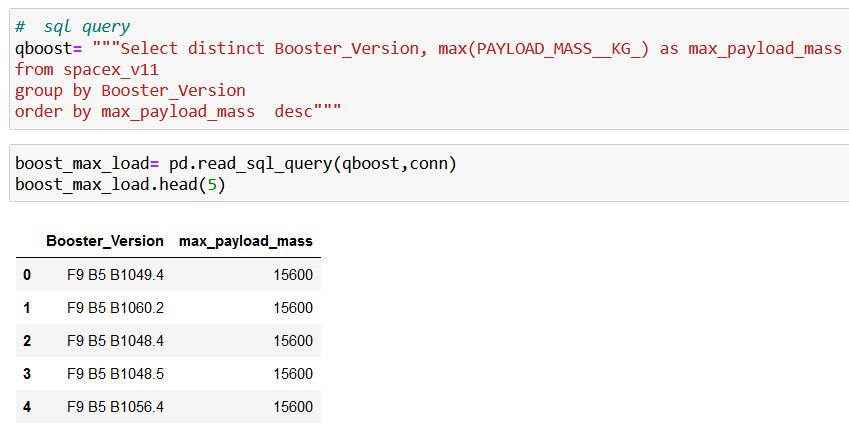 #  sql query
qboost= """Select distinct Booster_Version, max(PAYLOAD_MASS__KG_) as max_payload_mass
from spacex_v11
group by Booster_Version
order by max_payload_mass  desc"""
boost_max_load= pd.read_sql_query(qboost,conn)
boost_max_load.head(5)
Booster_Version max_payload_mass
0 F9 B5 B1049.4 15600
1 F9 B5 B1060.2 15600
2 F9 B5 B1048.4 15600
3 F9 B5 B1048.5 15600
4 F9 B5 B1056.4 15600